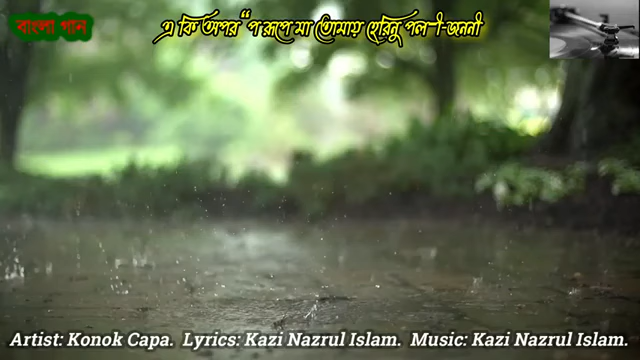 বাংলা গান
এ কি অপর“প রূপে মা তোমায় হেরিনু পল-ী-জননী
Artist: Konok Capa. Lyrics: Kazi Nazrul Islam. Music: Kazi Nazrul Islam.